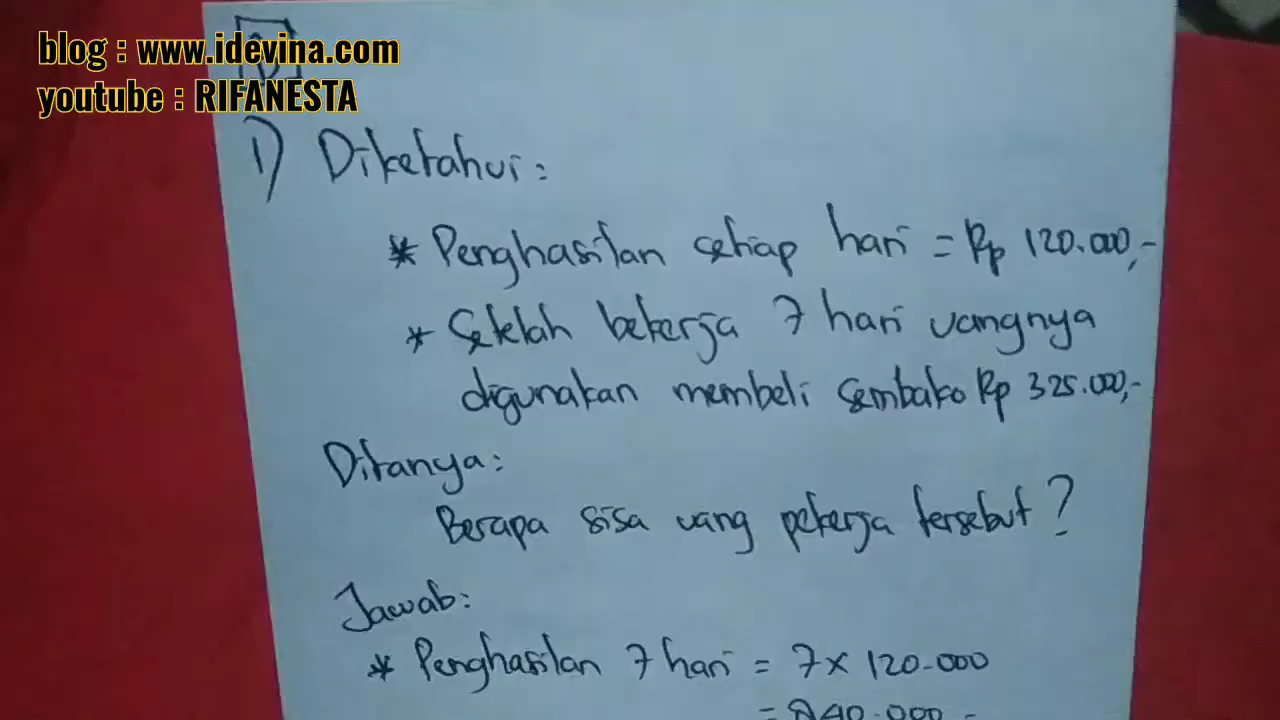 blog : www.idevina.com
youtube : RIFANESTA
1) Diketahui:
* Penghasilan setiap hari = Rp 120.000,-
* Setelah bekerja 7 hari uangnya
digunakan membeli sembako Rp 325.000,-
Ditanya:
Berapa sisa uang pekerja tersebut?
Jawab:
* Penghasilan 7 hari = 7 x 120.000
= 840.000,-